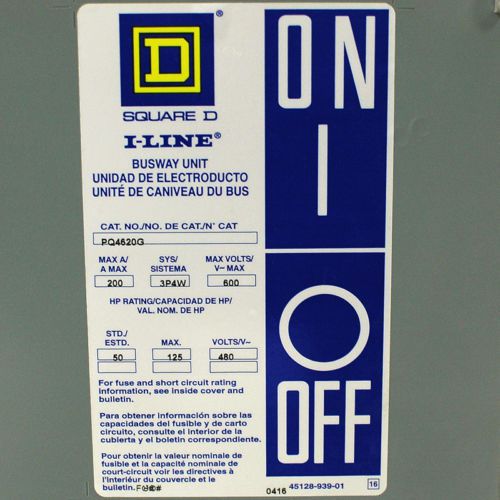 D
®
SQUARE D
I-LINE®
BUSWAY UNIT
UNIDAD DE ELECTRODUCTO
UNITÉ DE CANIVEAU DU BUS
CAT. NO./NO. DE CAT./N° CAT
PQ4620G
MAX A/ SYS/ MAX VOLTS/
A MAX SISTEMA V~ MAX
200 3P4W 600
HP RATING/CAPACIDAD DE HP/
VAL. NOM. DE HP
STD./
ESTD. MAX. VOLTS/V~
50 125 480
For fuse and short circuit rating
information, see inside cover and
bulletin.
Para obtener información sobre las
capacidades del fusible y de corto
circuito, consulte el interior de la
cubierta y el boletin correspondiente.
Pour obtenir la valeur nominale de
fusible et la capacité nominale de
court-circuit voir les directives à
l'interiéur du couvercle et le
bulletin.
0416 45128-939-01 16
ON
I
O
OFF